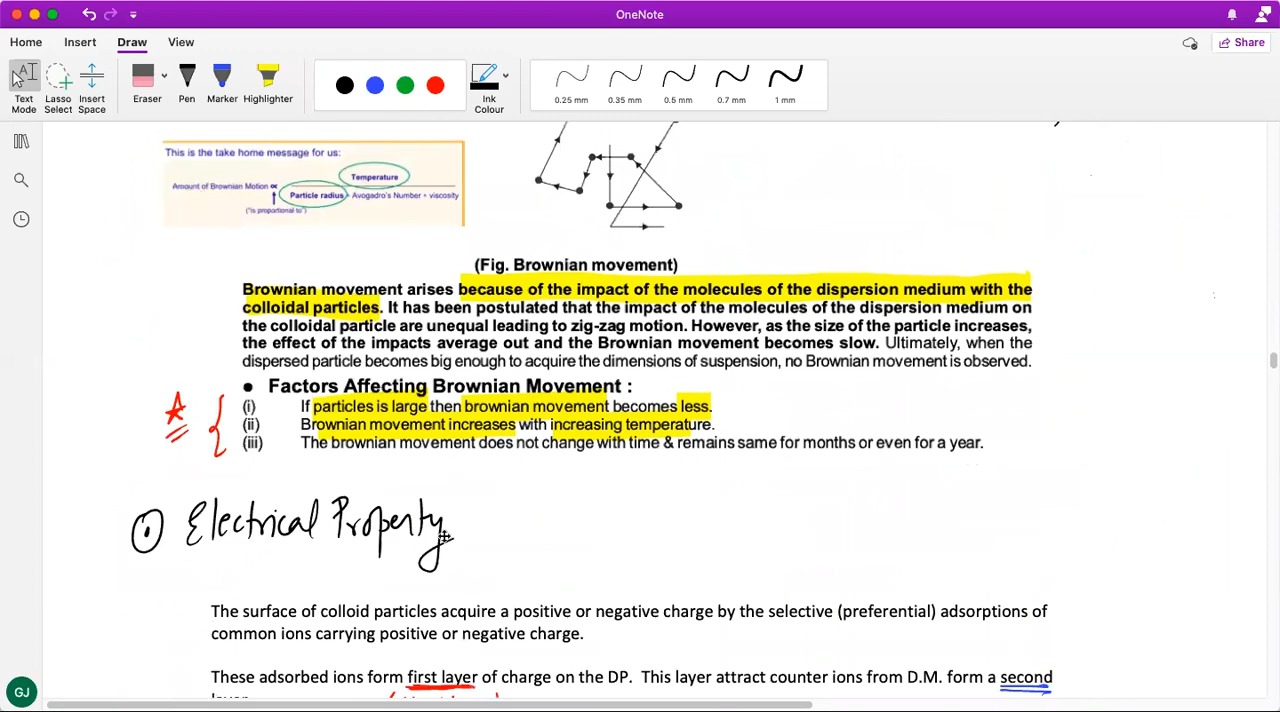 OneNote
Home Insert Draw View
Share
Text Mode
Lasso Select
Insert Space
Eraser
Pen
Marker
Highlighter
Ink Colour
0.25 mm
0.35 mm
0.5 mm
0.7 mm
1 mm
This is the take home message for us:
Temperature
Amount of Brownian Motion ∝
Particle radius • Avogadro's Number • viscosity
("is proportional to")
(Fig. Brownian movement)
Brownian movement arises because of the impact of the molecules of the dispersion medium with the
colloidal particles. It has been postulated that the impact of the molecules of the dispersion medium on
the colloidal particle are unequal leading to zig-zag motion. However, as the size of the particle increases,
the effect of the impacts average out and the Brownian movement becomes slow. Ultimately, when the
dispersed particle becomes big enough to acquire the dimensions of suspension, no Brownian movement is observed.
● Factors Affecting Brownian Movement :
(i) If particles is large then brownian movement becomes less.
(ii) Brownian movement increases with increasing temperature.
(iii) The brownian movement does not change with time & remains same for months or even for a year.
Electrical Property
The surface of colloid particles acquire a positive or negative charge by the selective (preferential) adsorptions of
common ions carrying positive or negative charge.
These adsorbed ions form first layer of charge on the DP. This layer attract counter ions from D.M. form a second
GJ